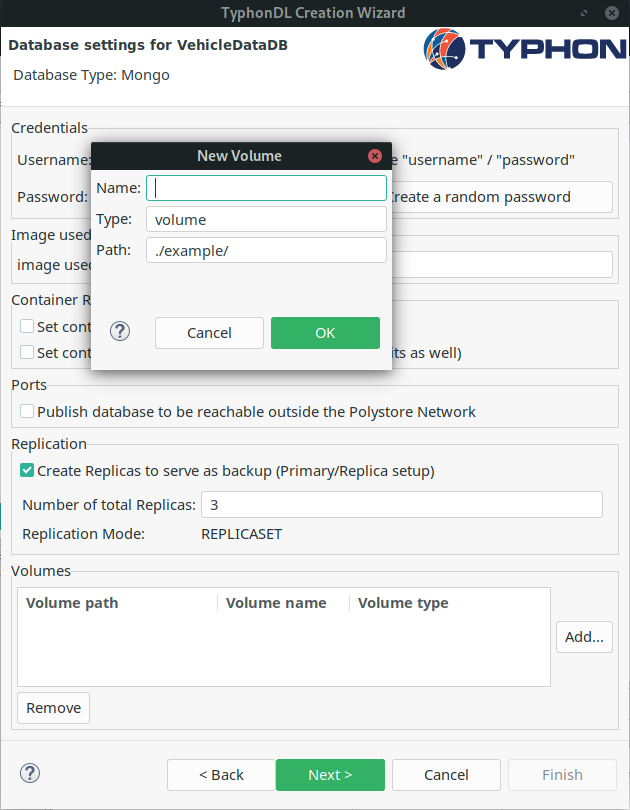 TyphonDL Creation Wizard
Database settings for VehicleDataDB
TYPHON
Database Type: Mongo
Credentials
Username: "username" / "password"
Password: reate a random password
New Volume
Name:
Type: volume
Path: ./example/
Cancel OK
Image used
image used
Container R
Set cont
Set cont its as well)
Ports
Publish database to be reachable outside the Polystore Network
Replication
Create Replicas to serve as backup (Primary/Replica setup)
Number of total Replicas: 3
Replication Mode: REPLICASET
Volumes
Volume path Volume name Volume type
Add...
Remove
< Back Next > Cancel Finish